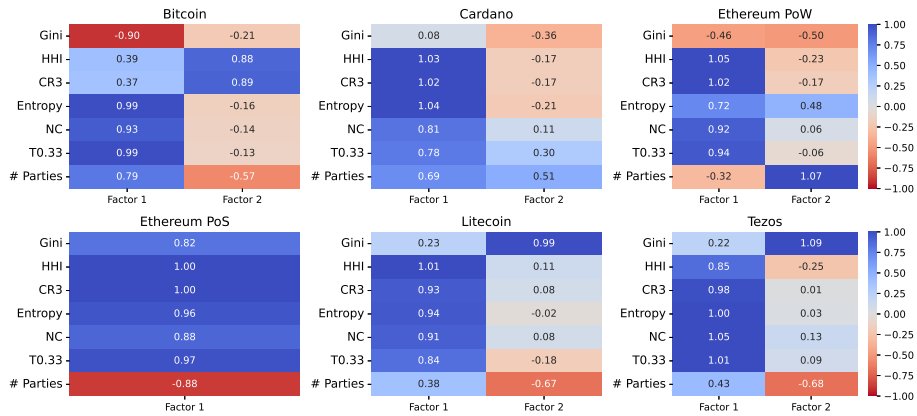 Bitcoin
Gini -0.90 -0.21
HHI 0.39 0.88
CR3 0.37 0.89
Entropy 0.99 -0.16
NC 0.93 -0.14
T0.33 0.99 -0.13
# Parties 0.79 -0.57
Factor 1 Factor 2
Cardano
Gini 0.08 -0.36
HHI 1.03 -0.17
CR3 1.02 -0.17
Entropy 1.04 -0.21
NC 0.81 0.11
T0.33 0.78 0.30
# Parties 0.69 0.51
Factor 1 Factor 2
Ethereum PoW
Gini -0.46 -0.50
HHI 1.05 -0.23
CR3 1.02 -0.17
Entropy 0.72 0.48
NC 0.92 0.06
T0.33 0.94 -0.06
# Parties -0.32 1.07
Factor 1 Factor 2
1.00
0.75
0.50
0.25
0.00
−0.25
−0.50
−0.75
−1.00
Ethereum PoS
Gini 0.82
HHI 1.00
CR3 1.00
Entropy 0.96
NC 0.88
T0.33 0.97
# Parties -0.88
Factor 1
Litecoin
Gini 0.23 0.99
HHI 1.01 0.11
CR3 0.93 0.08
Entropy 0.94 -0.02
NC 0.91 0.08
T0.33 0.84 -0.18
# Parties 0.38 -0.67
Factor 1 Factor 2
Tezos
Gini 0.22 1.09
HHI 0.85 -0.25
CR3 0.98 0.01
Entropy 1.00 0.03
NC 1.05 0.13
T0.33 1.01 0.09
# Parties 0.43 -0.68
Factor 1 Factor 2
1.00
0.75
0.50
0.25
0.00
−0.25
−0.50
−0.75
−1.00